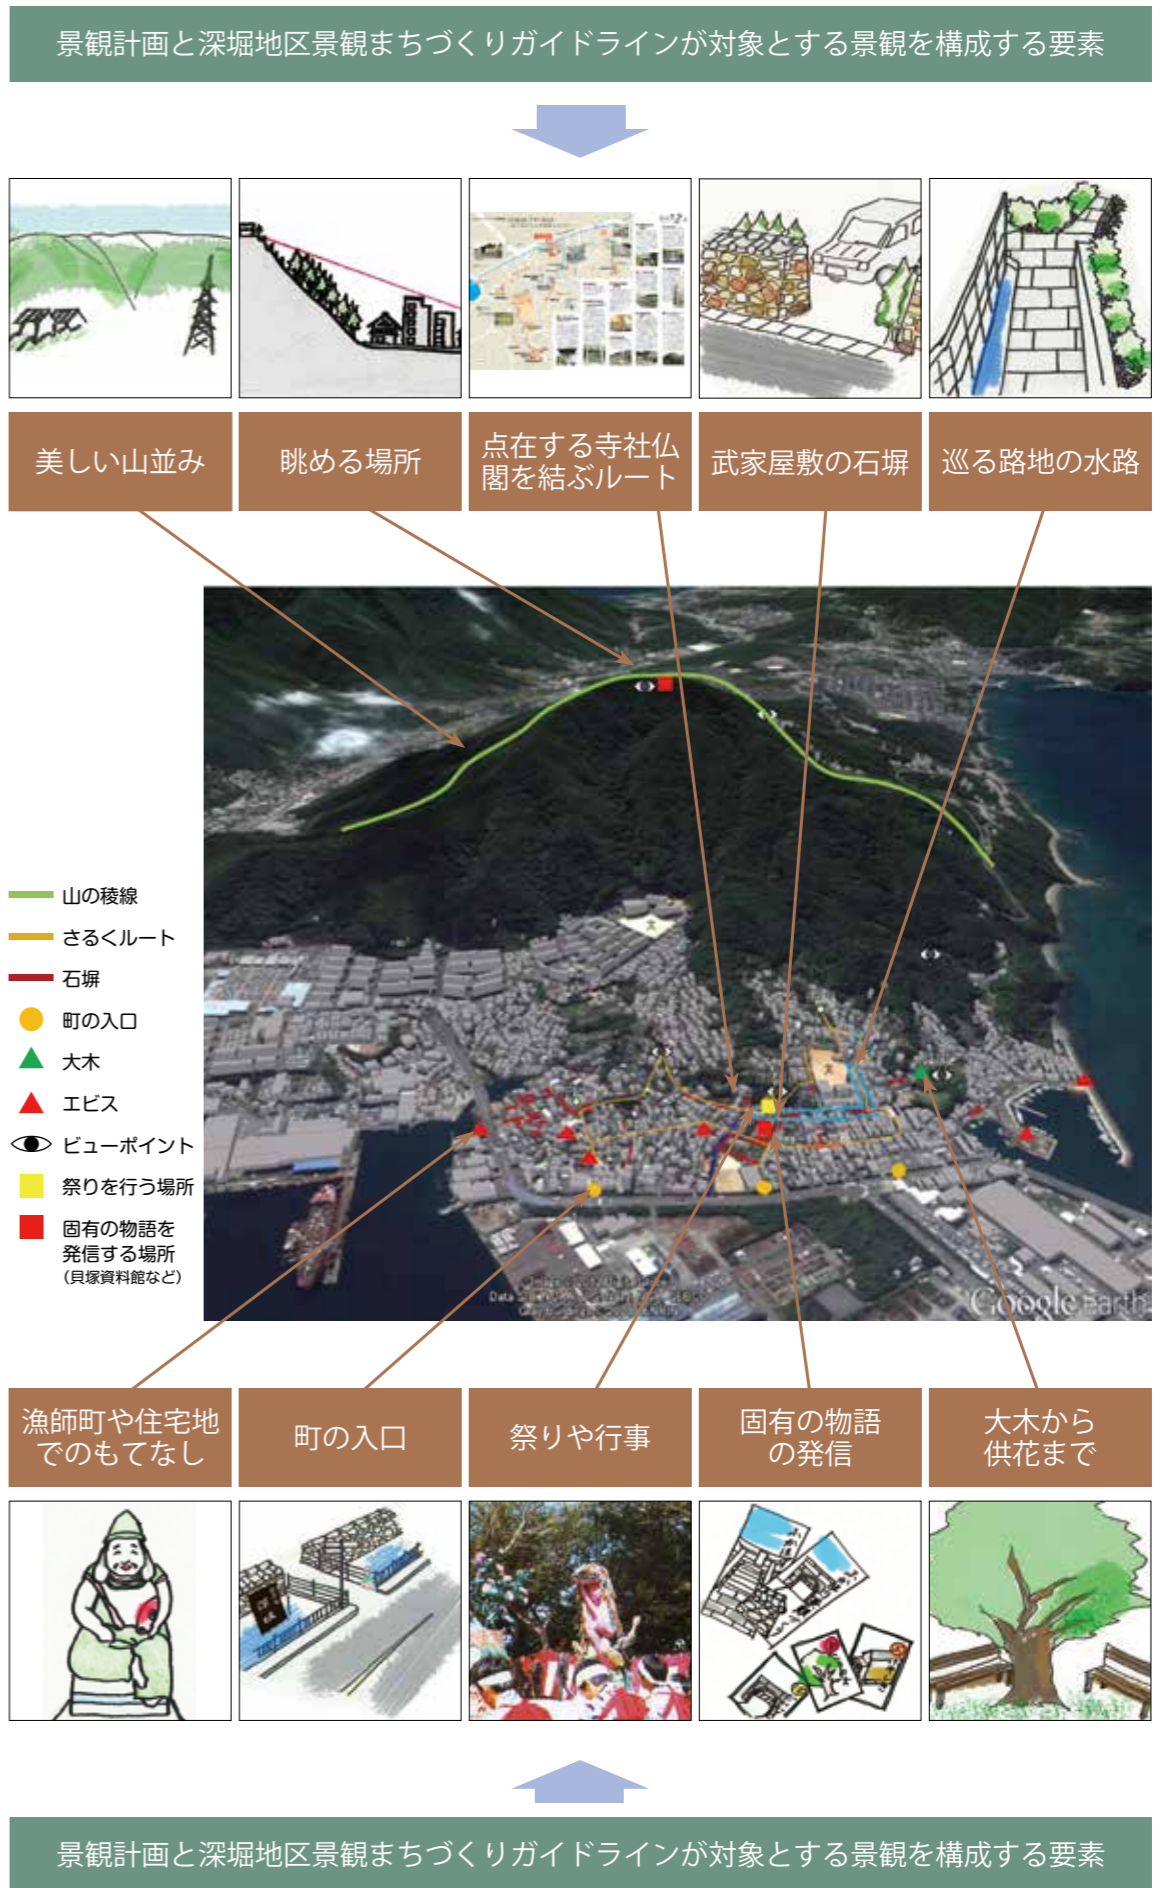 景観計画と深堀地区景観まちづくりガイドラインが対象とする景観を構成する要素
美しい山並み
眺める場所
点在する寺社仏
閣を結ぶルート
武家屋敷の石塀
巡る路地の水路
山の稜線
さるくルート
石塀
町の入口
大木
エビス
ビューポイント
祭りを行う場所
固有の物語を
発信する場所
（貝塚資料館など）
Google earth
漁師町や住宅地
でのもてなし
町の入口
祭りや行事
固有の物語
の発信
大木から
供花まで
景観計画と深堀地区景観まちづくりガイドラインが対象とする景観を構成する要素